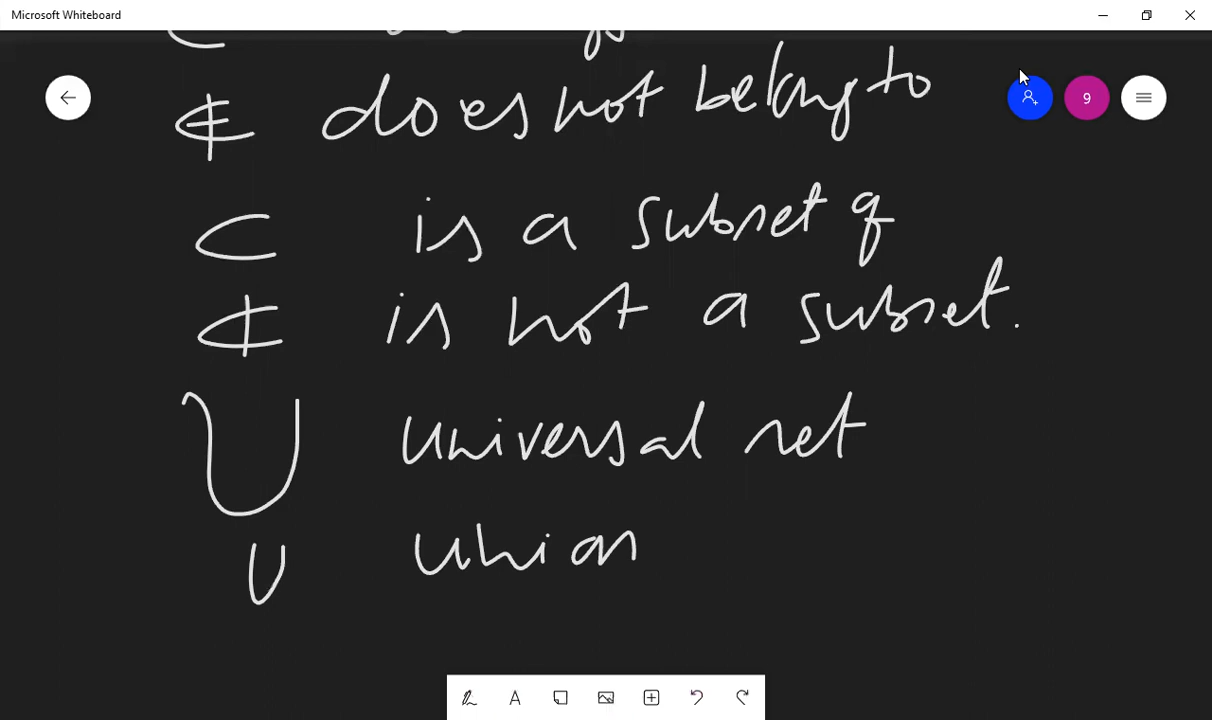 Microsoft Whiteboard
∉ does not belong to
9
⊂ is a subset of
⊄ is not a subset.
U universal set
∪ union
A